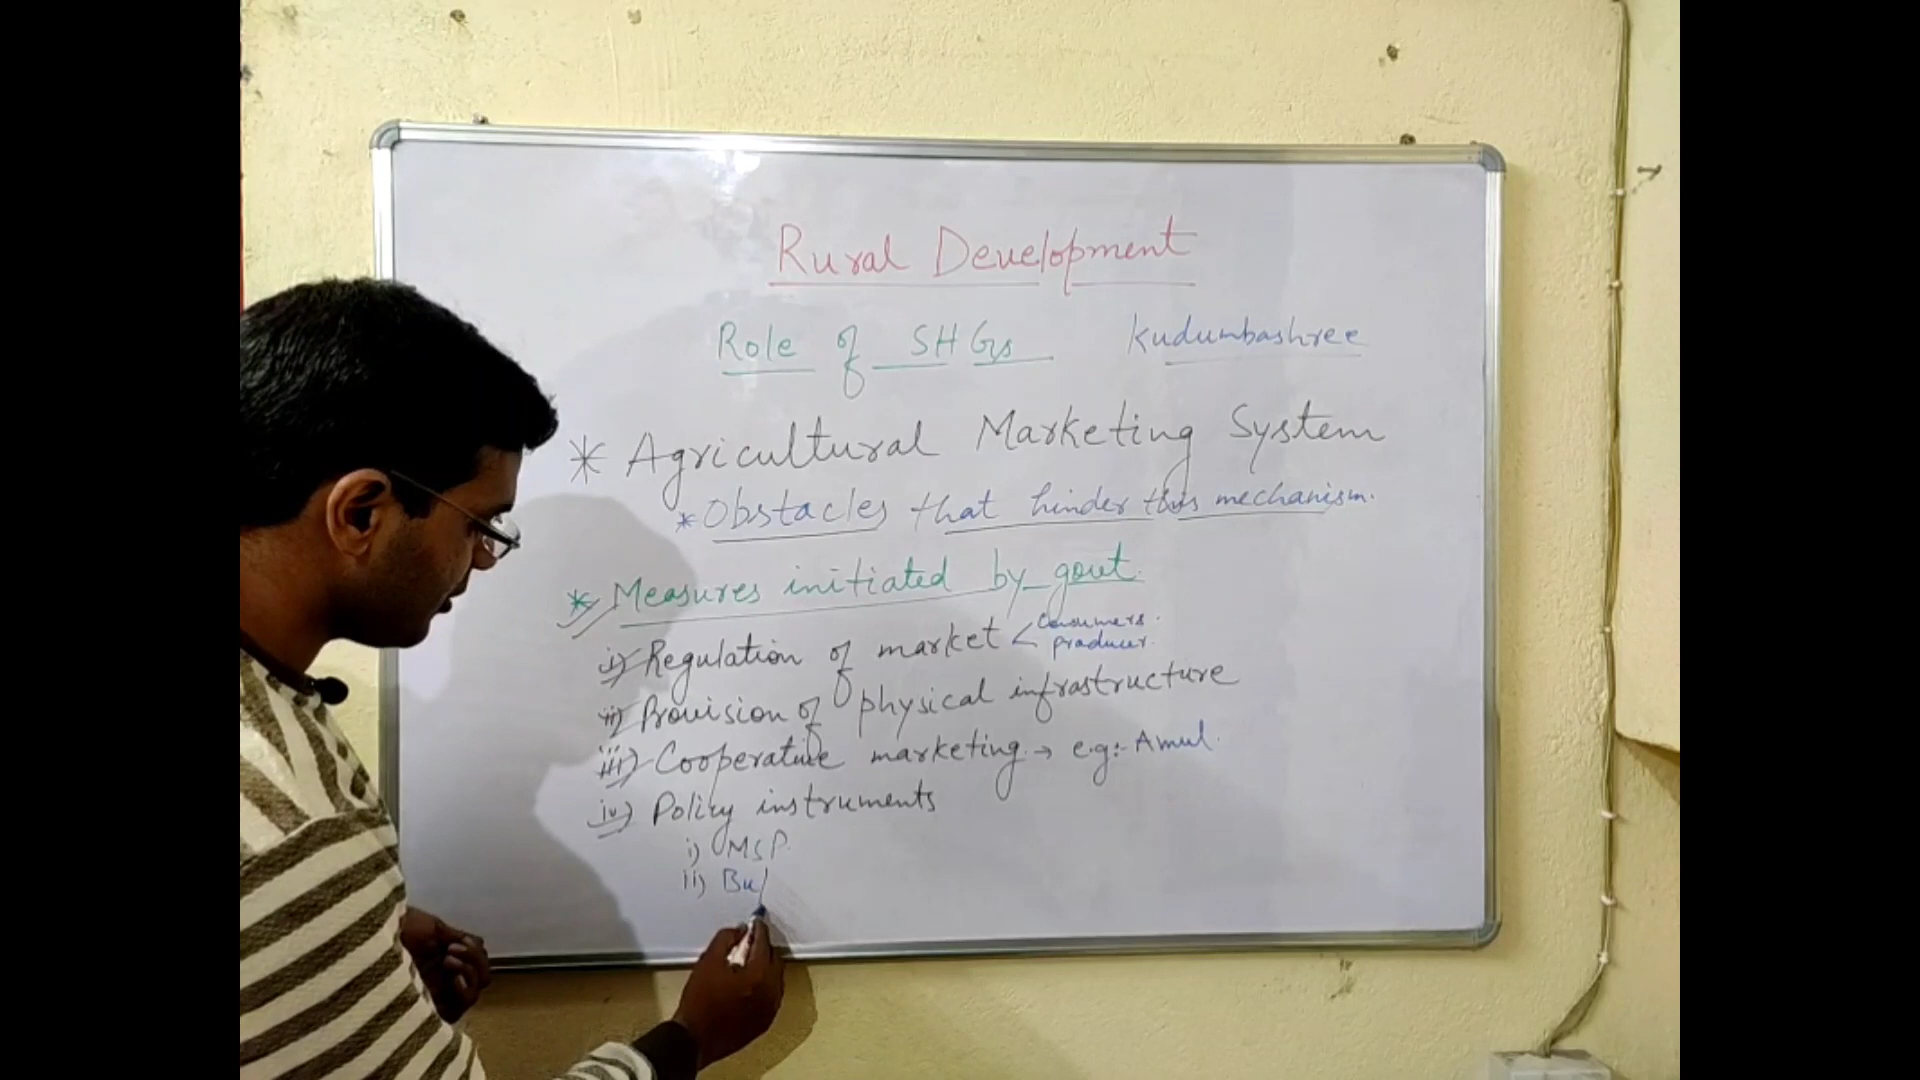 Rural Development
Role of SHGs Kudumbashree
* Agricultural Marketing System
* Obstacles that hinder this mechanism.
* Measures initiated by govt.
i) Regulation of market < Consumers. producer.
ii) Provision of physical infrastructure
iii) Cooperative marketing → e.g:- Amul.
iv) Policy instruments
i) MSP.
ii) Bu